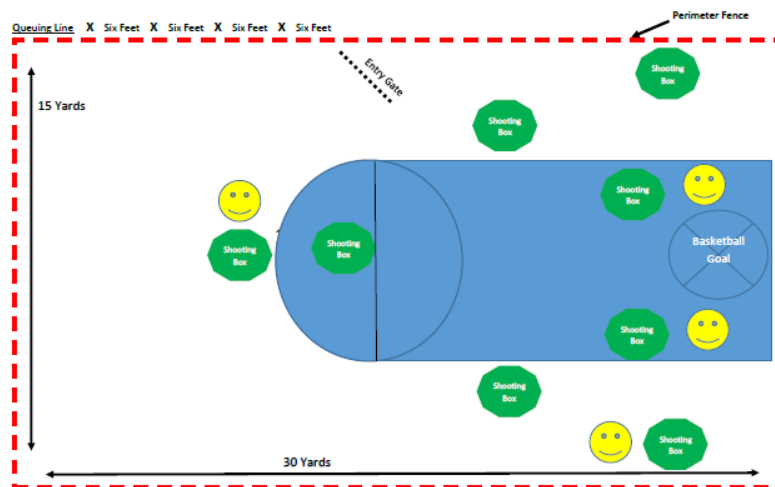 Perimeter Fence
Queuing Line X Six Feet X Six Feet X Six Feet X Six Feet
Entry Gate
Shooting
Box
15 Yards
Shooting
Box
Shooting
Box
Shooting
Box
Shooting
Box
Basketball
Goal
Shooting
Box
Shooting
Box
Shooting
Box
30 Yards